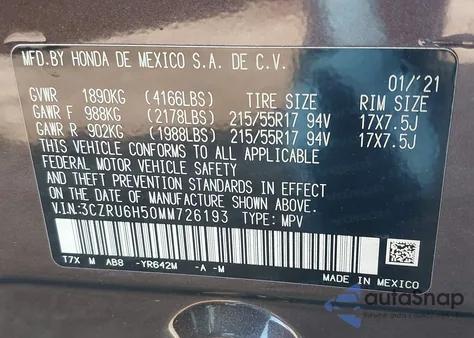 MFD.BY HONDA DE MEXICO S.A. DE C.V.
01/'21
GVWR 1890KG (4166LBS) TIRE SIZE RIM SIZE
GAWR F 988KG (2178LBS) 215/55R17 94V 17X7.5J
GAWR R 902KG (1988LBS) 215/55R17 94V 17X7.5J
THIS VEHICLE CONFORMS TO ALL APPLICABLE
FEDERAL MOTOR VEHICLE SAFETY
AND THEFT PREVENTION STANDARDS IN EFFECT
ON THE DATE OF MANUFACTURE SHOWN ABOVE.
V.I.N:3CZRU6H50MM726193 TYPE: MPV
T7X M AB8 -YR642M -A -M
MADE IN MEXICO
autoSnap